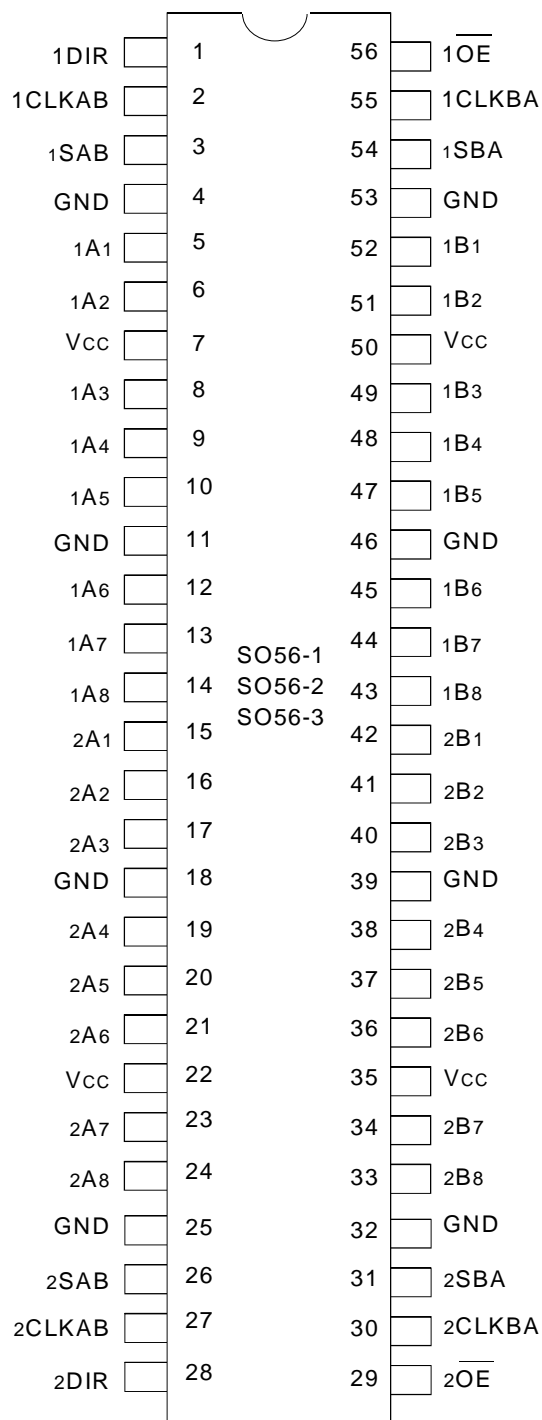 1DIR 1 56 1OE
1CLKAB 2 55 1CLKBA
1SAB 3 54 1SBA
GND 4 53 GND
1A1 5 52 1B1
1A2 6 51 1B2
VCC 7 50 VCC
1A3 8 49 1B3
1A4 9 48 1B4
1A5 10 47 1B5
GND 11 46 GND
1A6 12 45 1B6
1A7 13 44 1B7
SO56-1
1A8 14 SO56-2 43 1B8
SO56-3
2A1 15 42 2B1
2A2 16 41 2B2
2A3 17 40 2B3
GND 18 39 GND
2A4 19 38 2B4
2A5 20 37 2B5
2A6 21 36 2B6
VCC 22 35 VCC
2A7 23 34 2B7
2A8 24 33 2B8
GND 25 32 GND
2SAB 26 31 2SBA
2CLKAB 27 30 2CLKBA
2DIR 28 29 2OE